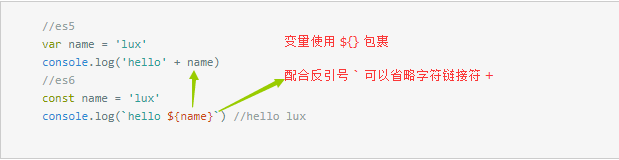 //es5
var name = 'lux'
console.log('hello' + name)
//es6
const name = 'lux'
console.log(`hello ${name}`) //hello lux
变量使用 ${} 包裹
配合反引号 ` 可以省略字符链接符 +